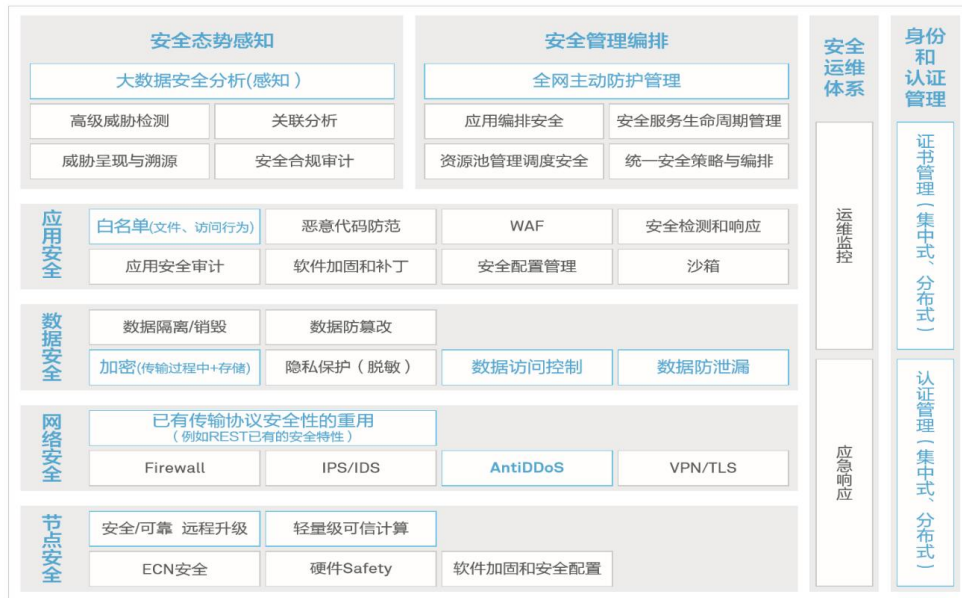 安全态势感知
大数据安全分析(感知）
高级威胁检测
关联分析
威胁呈现与溯源
安全合规审计
安全管理编排
全网主动防护管理
应用编排安全
安全服务生命周期管理
资源池管理调度安全
统一安全策略与编排
应用安全
白名单(文件、访问行为)
恶意代码防范
WAF
安全检测和响应
应用安全审计
软件加固和补丁
安全配置管理
沙箱
数据安全
数据隔离/销毁
数据防篡改
加密(传输过程中+存储)
隐私保护（脱敏）
数据访问控制
数据防泄漏
网络安全
已有传输协议安全性的重用
（例如REST已有的安全特性）
Firewall
IPS/IDS
AntiDDoS
VPN/TLS
节点安全
安全/可靠 远程升级
轻量级可信计算
ECN安全
硬件Safety
软件加固和安全配置
安全
运维
体系
运维监控
应急响应
身份
和
认证
管理
证书管理（集中式、分布式）
认证管理（集中式、分布式）